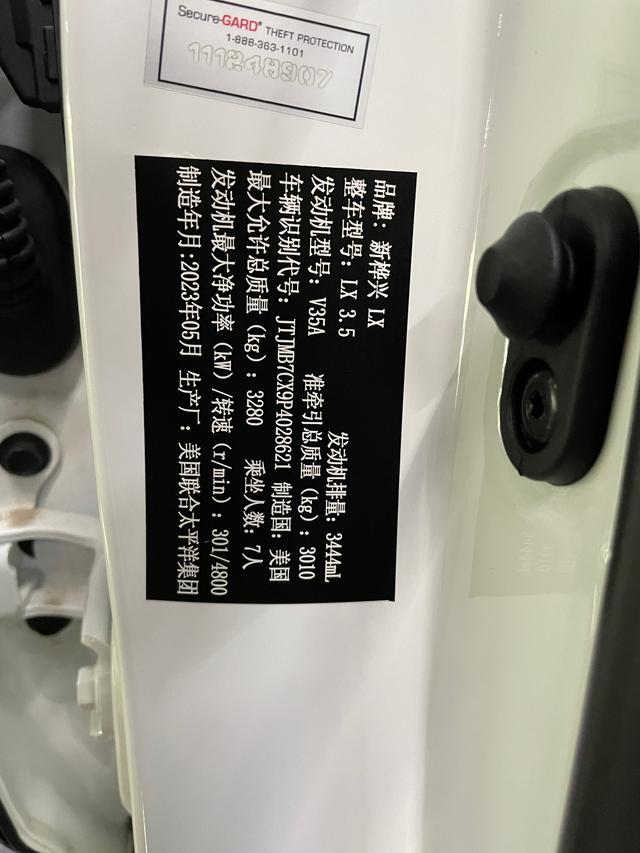 Secure-GARD® THEFT PROTECTION
1-888-363-1101
111248907
品牌：新桦兴 LX
整车型号：LX 3.5
发动机型号：V35A 发动机排量：3444mL
准牵引总质量（kg）：3010
车辆识别代号：JTJMB7CX9P4028621 制造国：美国
最大允许总质量（kg）：3280 乘坐人数：7人
发动机最大净功率（kW）/转速（r/min）：301/4800
制造年月：2023年05月 生产厂：美国联合太平洋集团